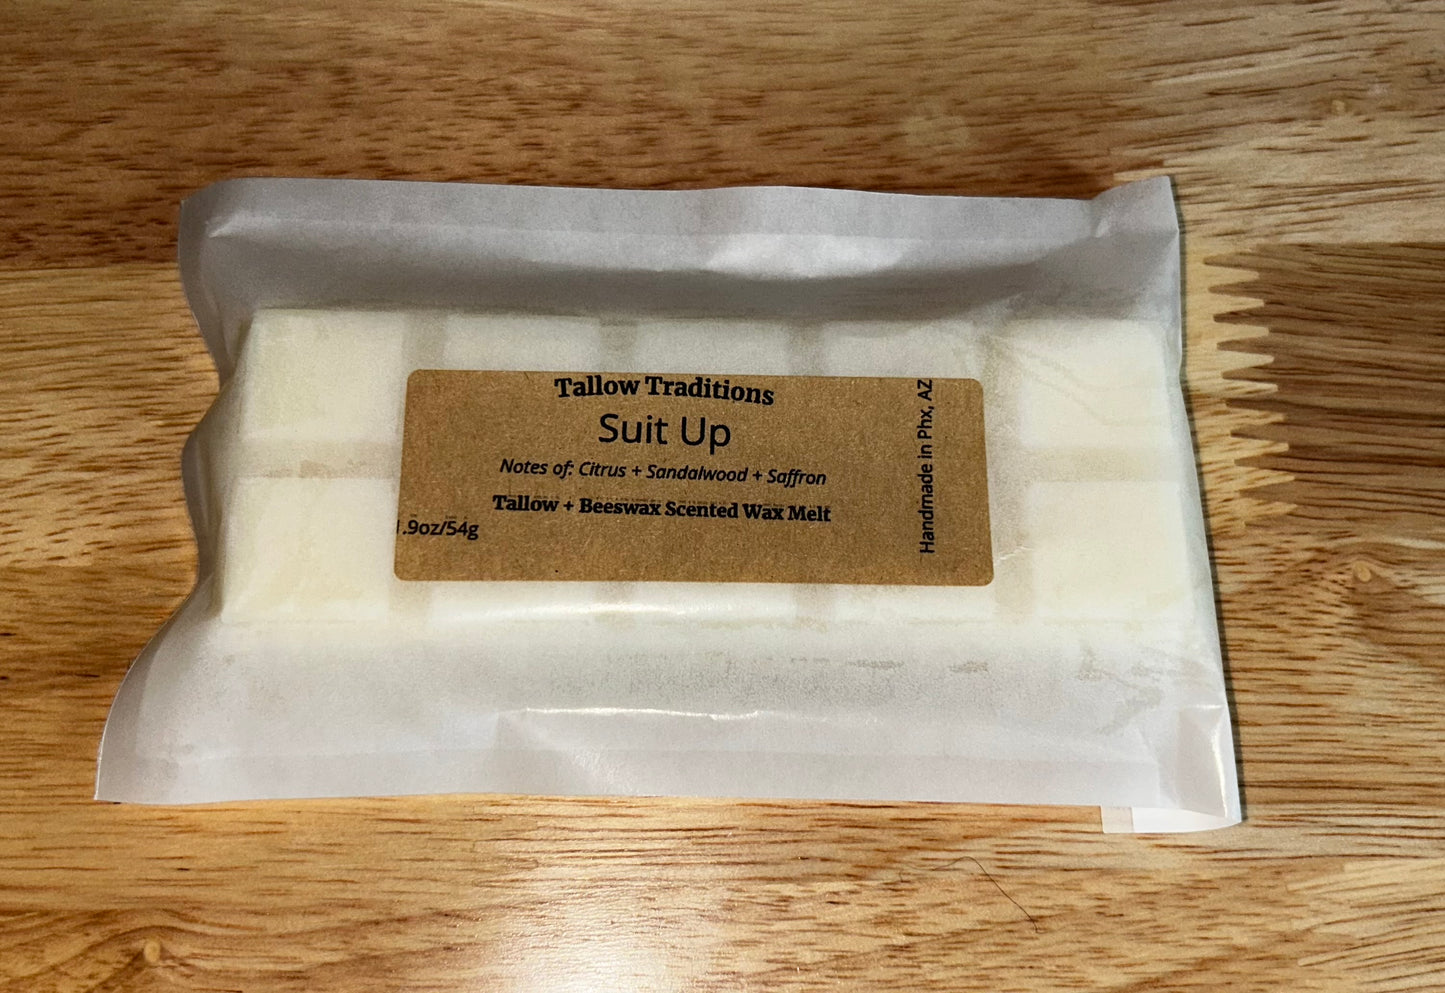 Tallow Traditions
Suit Up
Notes of: Citrus + Sandalwood + Saffron
Tallow + Beeswax Scented Wax Melt
1.9oz/54g
Handmade in Phx, AZ